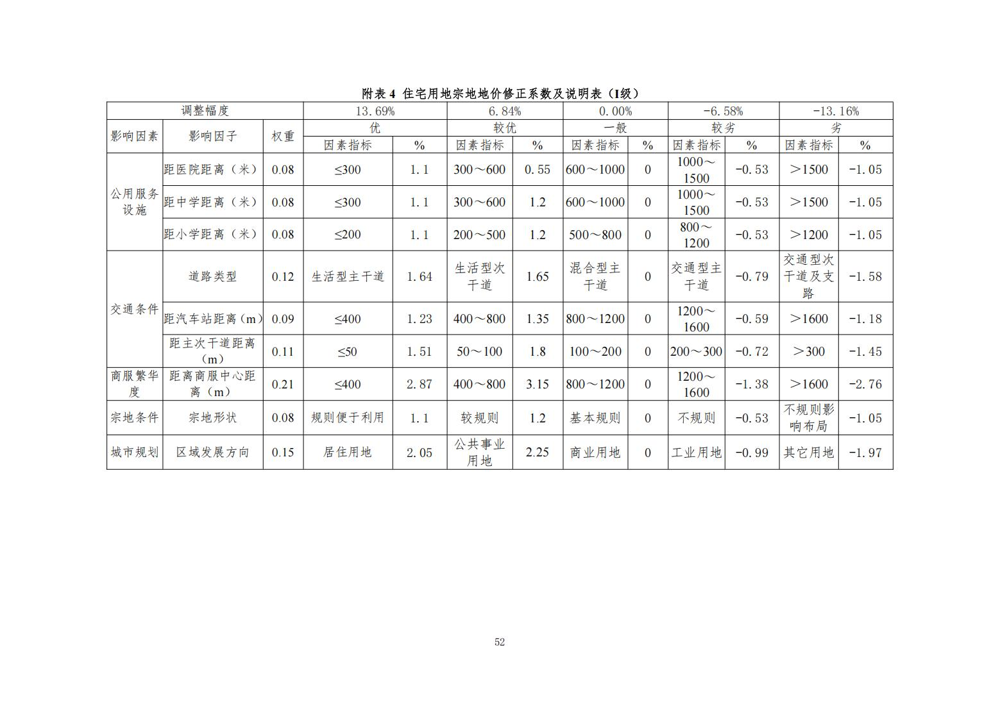 附表 4 住宅用地宗地地价修正系数及说明表（I级）
调整幅度 13.69% 6.84% 0.00% -6.58% -13.16%
影响因素 影响因子 权重 优 较优 一般 较劣 劣
因素指标 % 因素指标 % 因素指标 % 因素指标 % 因素指标 %
公用服务设施 距医院距离（米） 0.08 ≤300 1.1 300～600 0.55 600～1000 0 1000～1500 -0.53 ＞1500 -1.05
距中学距离（米） 0.08 ≤300 1.1 300～600 1.2 600～1000 0 1000～1500 -0.53 ＞1500 -1.05
距小学距离（米） 0.08 ≤200 1.1 200～500 1.2 500～800 0 800～1200 -0.53 ＞1200 -1.05
交通条件 道路类型 0.12 生活型主干道 1.64 生活型次干道 1.65 混合型主干道 0 交通型主干道 -0.79 交通型次干道及支路 -1.58
距汽车站距离（m） 0.09 ≤400 1.23 400～800 1.35 800～1200 0 1200～1600 -0.59 ＞1600 -1.18
距主次干道距离（m） 0.11 ≤50 1.51 50～100 1.8 100～200 0 200～300 -0.72 ＞300 -1.45
商服繁华度 距离商服中心距离（m） 0.21 ≤400 2.87 400～800 3.15 800～1200 0 1200～1600 -1.38 ＞1600 -2.76
宗地条件 宗地形状 0.08 规则便于利用 1.1 较规则 1.2 基本规则 0 不规则 -0.53 不规则影响布局 -1.05
城市规划 区域发展方向 0.15 居住用地 2.05 公共事业用地 2.25 商业用地 0 工业用地 -0.99 其它用地 -1.97
52